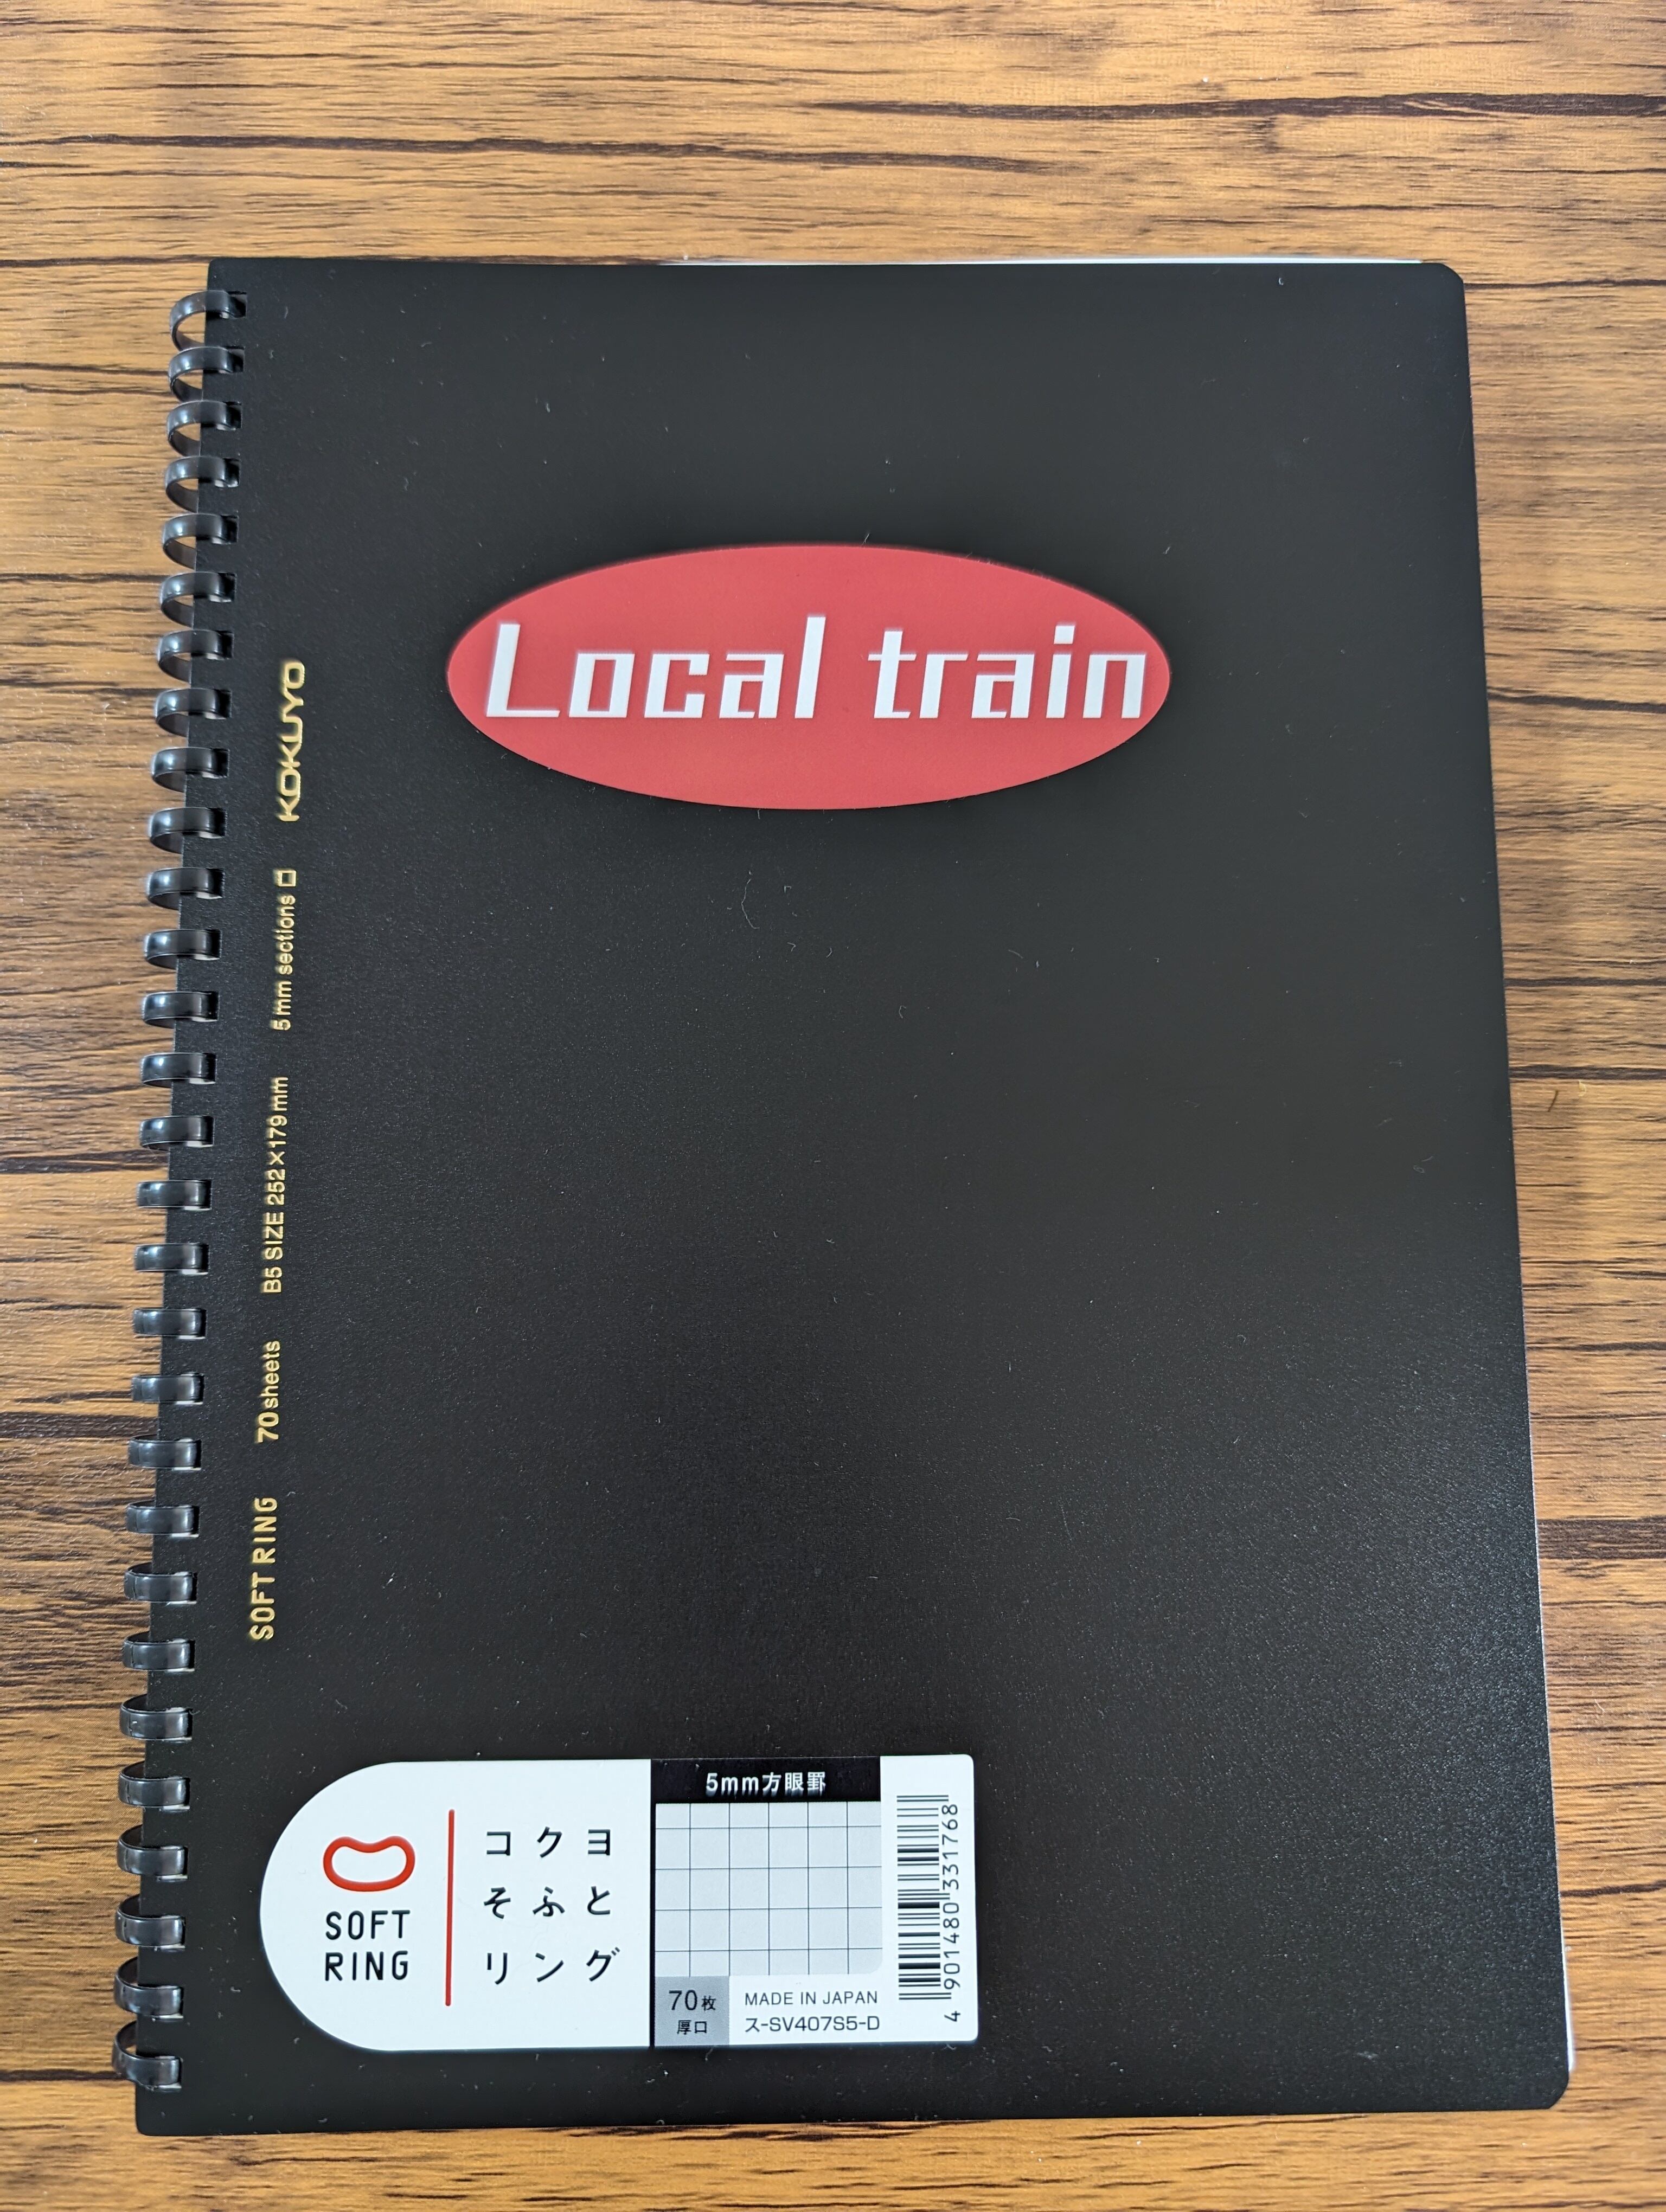 Local train
KOKUYO
5mm sections
B5 SIZE 252×179mm
70sheets
SOFT RING
SOFT
RING
コクヨ
そふと
リング
5mm方眼罫
70枚
厚口
MADE IN JAPAN
ス-SV407S5-D
4 901480 331768